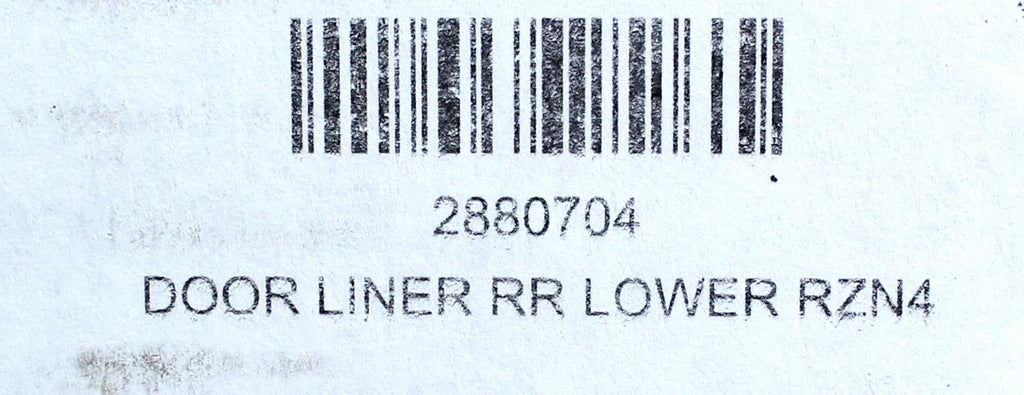 2880704
DOOR LINER RR LOWER RZN4